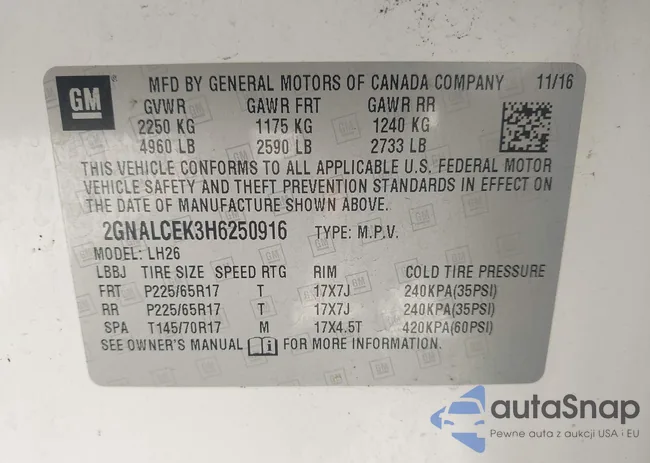 GM MFD BY GENERAL MOTORS OF CANADA COMPANY 11/16
GVWR GAWR FRT GAWR RR
2250 KG 1175 KG 1240 KG
4960 LB 2590 LB 2733 LB
THIS VEHICLE CONFORMS TO ALL APPLICABLE U.S. FEDERAL MOTOR
VEHICLE SAFETY AND THEFT PREVENTION STANDARDS IN EFFECT ON
THE DATE OF MANUFACTURE SHOWN ABOVE.
2GNALCEK3H6250916 TYPE: M.P.V.
MODEL: LH26
LBBJ TIRE SIZE SPEED RTG RIM COLD TIRE PRESSURE
FRT P225/65R17 T 17X7J 240KPA(35PSI)
RR P225/65R17 T 17X7J 240KPA(35PSI)
SPA T145/70R17 M 17X4.5T 420KPA(60PSI)
SEE OWNER'S MANUAL FOR MORE INFORMATION.
autoSnap
Pewne auta z aukcji USA i EU